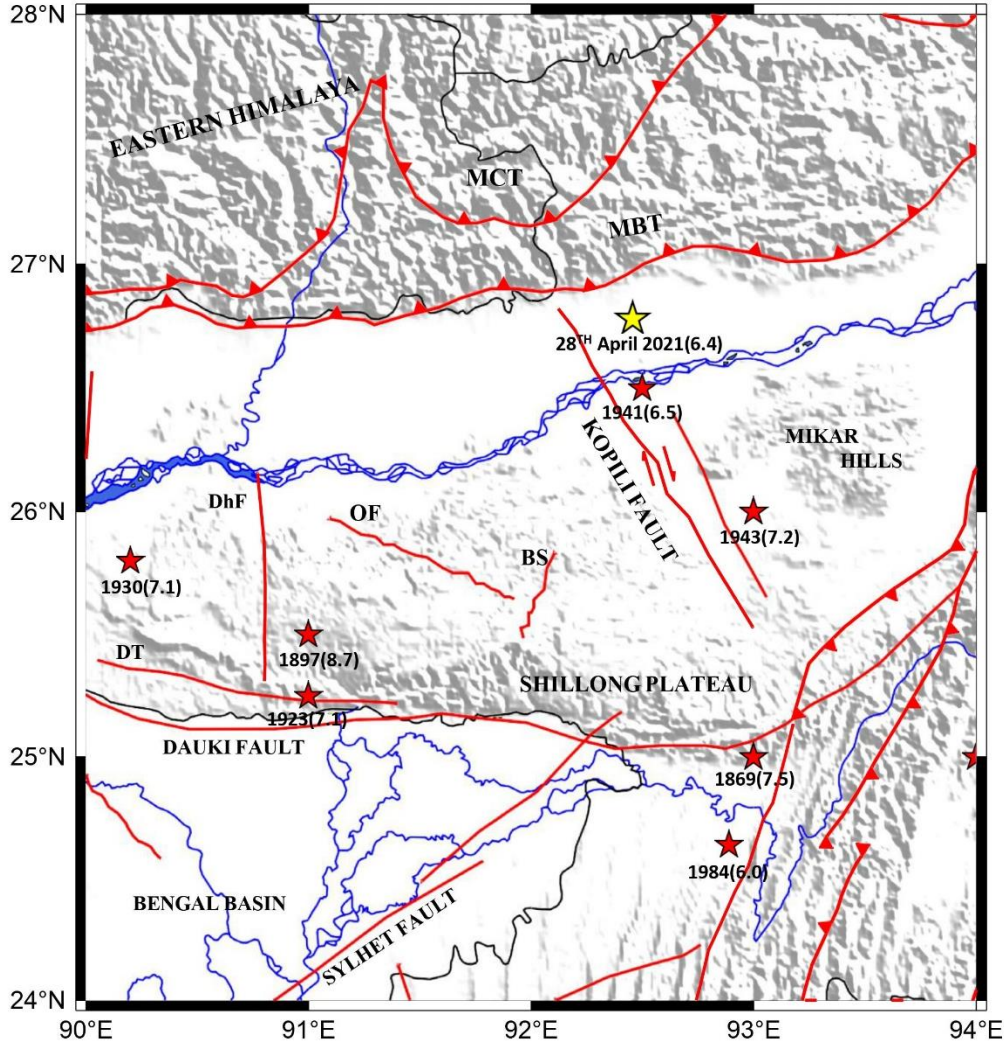 28°N
EASTERN HIMALAYA
MCT
MBT
27°N
28TH April 2021(6.4)
1941(6.5)
KOPILI FAULT
MIKAR
HILLS
26°N
DhF
OF
BS
1943(7.2)
1930(7.1)
DT
1897(8.7)
SHILLONG PLATEAU
1923(7.1)
DAUKI FAULT
25°N
1869(7.5)
1984(6.0)
BENGAL BASIN
SYLHET FAULT
24°N
90°E
91°E
92°E
93°E
94°E